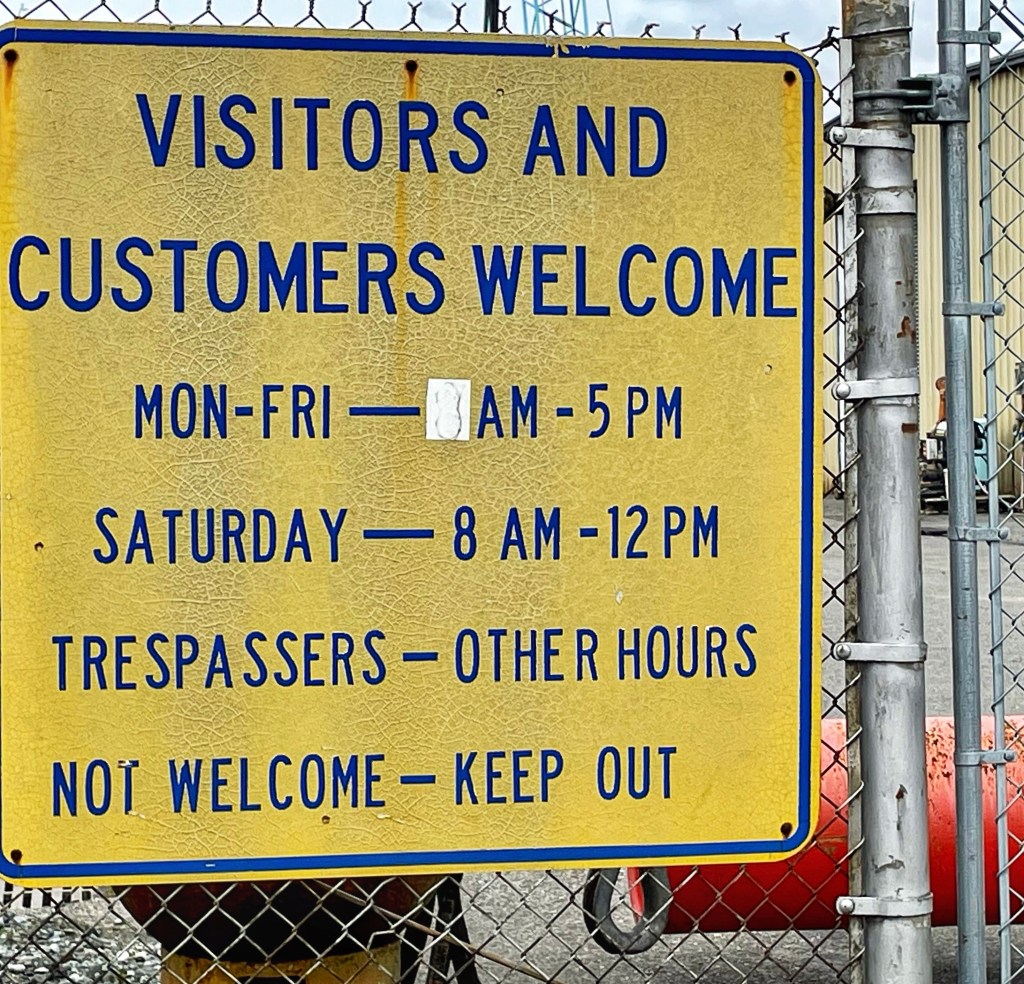 VISITORS AND
CUSTOMERS WELCOME
MON-FRI — 8 AM - 5 PM
SATURDAY — 8 AM - 12 PM
TRESPASSERS — OTHER HOURS
NOT WELCOME — KEEP OUT